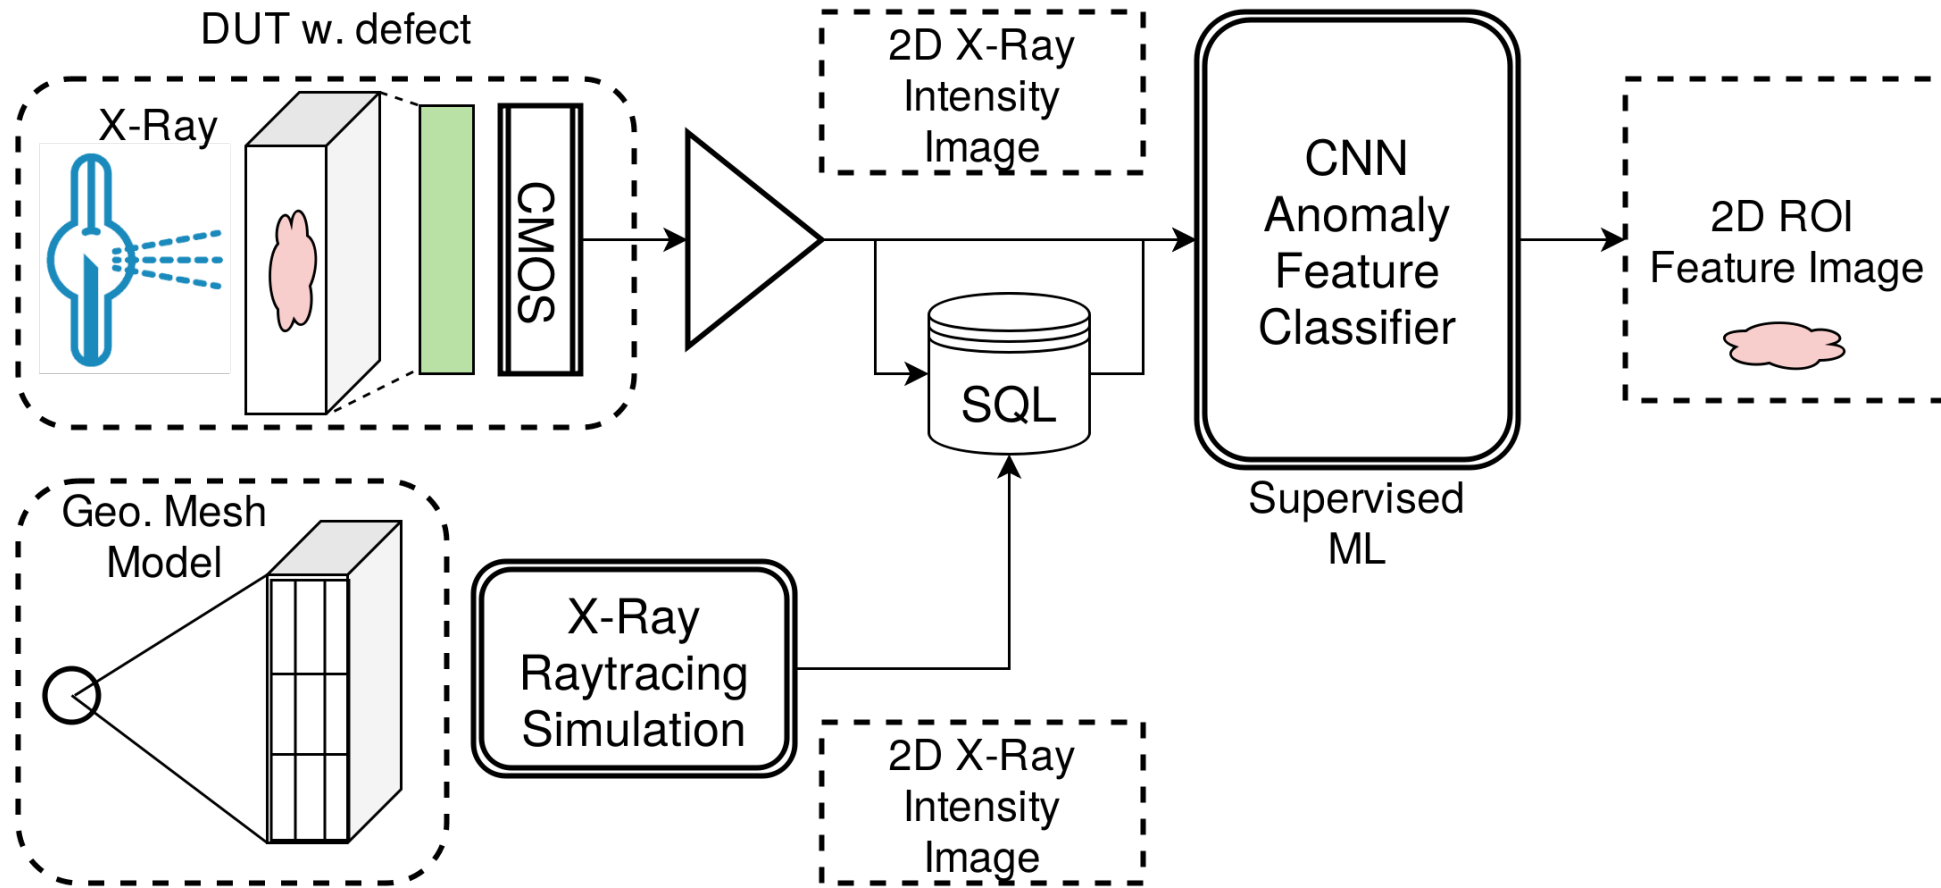 DUT w. defect
X-Ray
CMOS
2D X-Ray
Intensity
Image
CNN
Anomaly
Feature
Classifier
Supervised
ML
2D ROI
Feature Image
SQL
Geo. Mesh
Model
X-Ray
Raytracing
Simulation
2D X-Ray
Intensity
Image